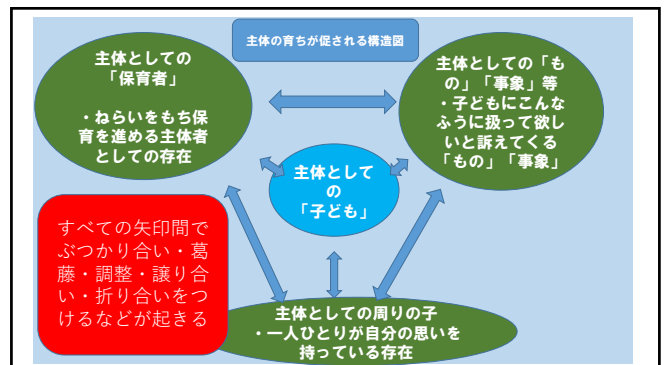 主体の育ちが促される構造図
主体としての
「保育者」
・ねらいをもち保
育を進める主体者
としての存在
主体としての「も
の」「事象」等
・子どもにこんな
ふうに扱って欲し
いと訴えてくる
「もの」「事象」
主体として
の
「子ども」
すべての矢印間で
ぶつかり合い・葛
藤・調整・譲り合
い・折り合いをつ
けるなどが起きる
主体としての周りの子
・一人ひとりが自分の思いを
持っている存在